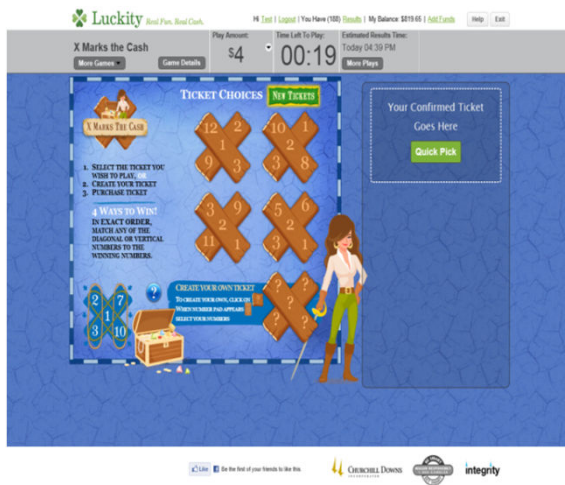 Luckity Real Fun. Real Cash.
Hi Test | Logout | You Have (188) Results | My Balance: $819.65 | Add Funds
Help
Exit
X Marks the Cash
More Games
Game Details
Play Amount:
$4
Time Left To Play:
00:19
Estimated Results Time:
Today 04:39 PM
More Plays
X MARKS THE CASH
TICKET CHOICES
NEW TICKETS
1. SELECT THE TICKET YOU
WISH TO PLAY, OR
2. CREATE YOUR TICKET
3. PURCHASE TICKET
4 WAYS TO WIN!
IN EXACT ORDER,
MATCH ANY OF THE
DIAGONAL OR VERTICAL
NUMBERS TO THE
WINNING NUMBERS.
12 2
1
9 3
10 1
2
3 8
3 9
2
11 1
5 6
2
3 1
2 7
1
3 10
?
CREATE YOUR OWN TICKET
TO CREATE YOUR OWN, CLICK ON ?
WHEN NUMBER PAD APPEARS
SELECT YOUR NUMBERS
? ?
?
? ?
Your Confirmed Ticket
Goes Here
Quick Pick
Like
Be the first of your friends to like this.
CHURCHILL DOWNS
INCORPORATED
integrity